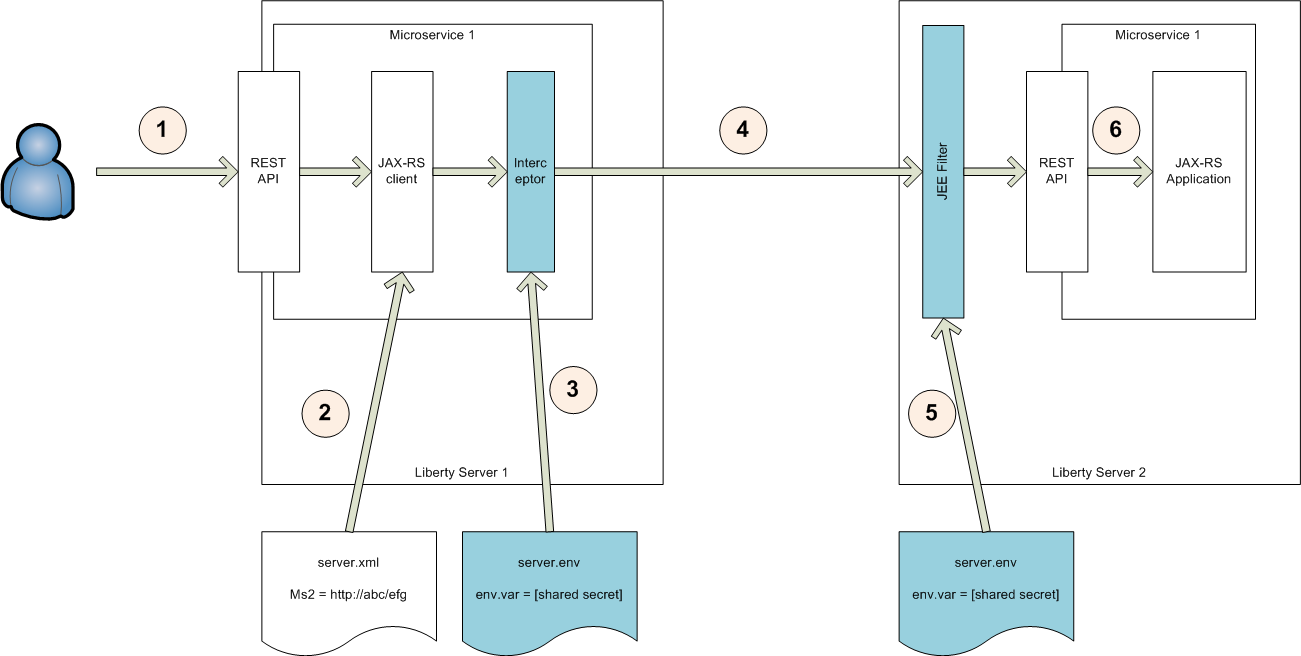 Microservice 1
Microservice 1
1
4
6
REST
API
JAX-RS
client
Interc
eptor
JEE Filter
REST
API
JAX-RS
Application
2
3
5
Liberty Server 1
Liberty Server 2
server.xml
Ms2 = http://abc/efg
server.env
env.var = [shared secret]
server.env
env.var = [shared secret]